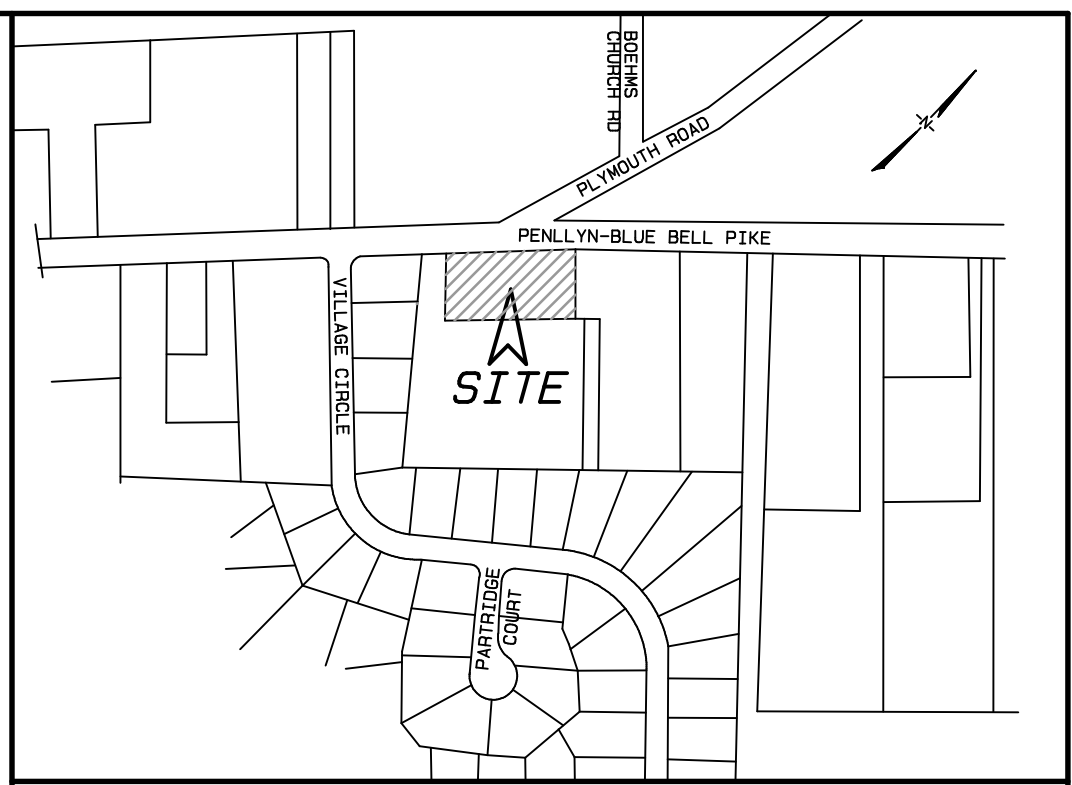 BOEHMS
CHURCH RD
PLYMOUTH ROAD
N
PENLLYN-BLUE BELL PIKE
VILLAGE CIRCLE
SITE
PARTRIDGE
COURT